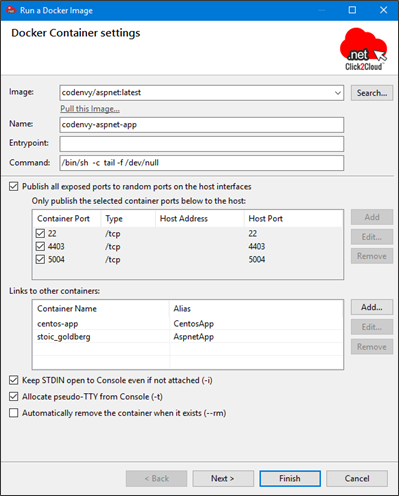 Run a Docker Image
Docker Container settings
.net
Click2Cloud
Image: codenvy/aspnet:latest Search...
Pull this Image...
Name: codenvy-aspnet-app
Entrypoint:
Command: /bin/sh -c tail -f /dev/null
Publish all exposed ports to random ports on the host interfaces
Only publish the selected container ports below to the host:
Container Port Type Host Address Host Port Add
22 /tcp 22 Edit...
4403 /tcp 4403
5004 /tcp 5004 Remove
Links to other containers:
Container Name Alias Add...
centos-app CentosApp Edit...
stoic_goldberg AspnetApp
Remove
Keep STDIN open to Console even if not attached (-i)
Allocate pseudo-TTY from Console (-t)
Automatically remove the container when it exists (--rm)
< Back Next > Finish Cancel